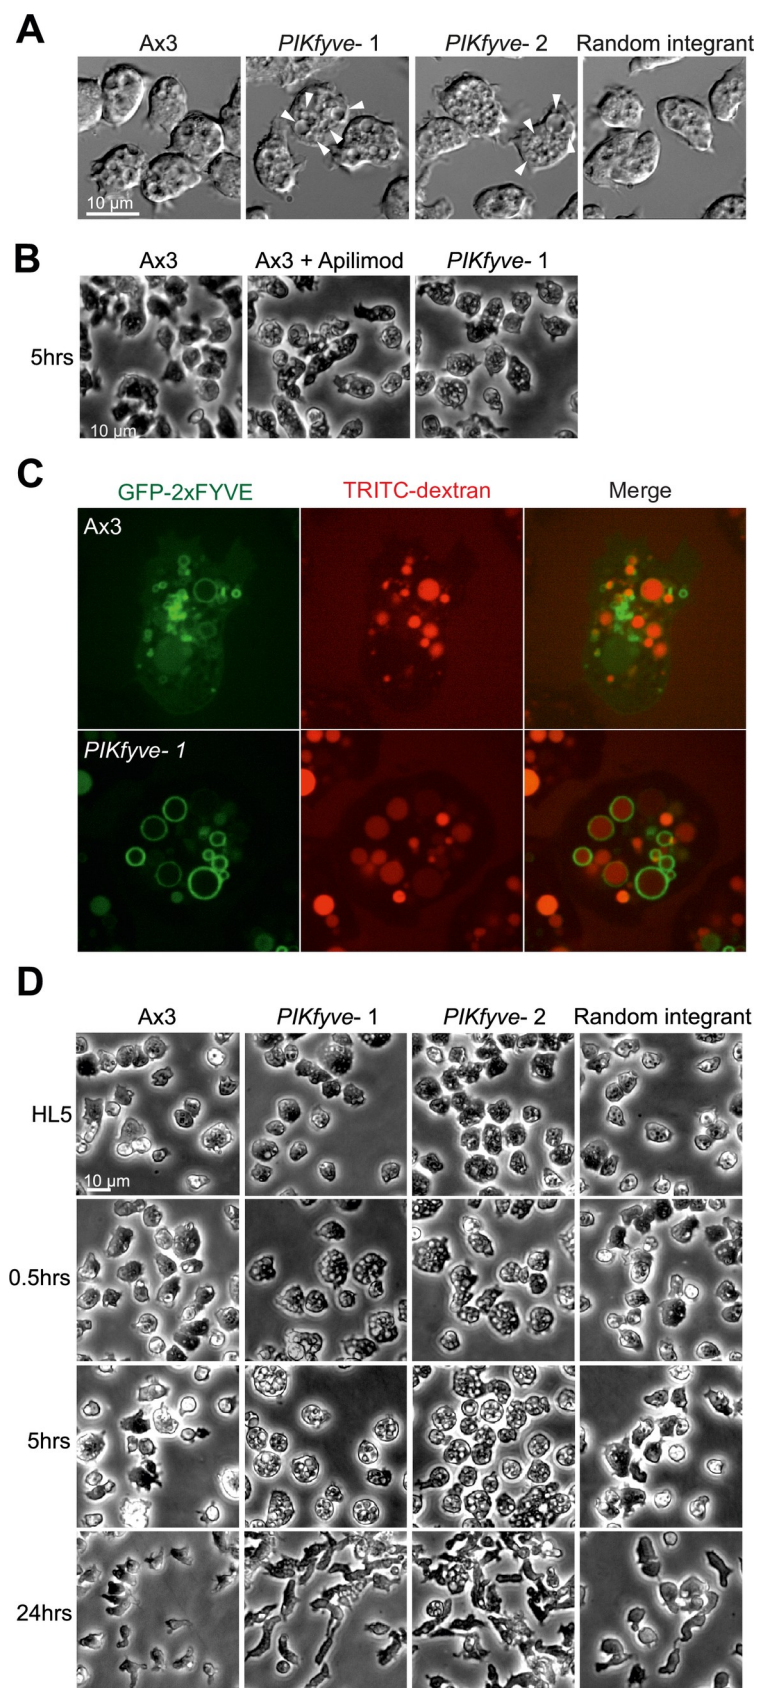 A
Ax3 PIKfyve- 1 PIKfyve- 2 Random integrant
10 µm
B
Ax3 Ax3 + Apilimod PIKfyve- 1
5hrs
10 µm
C
GFP-2xFYVE TRITC-dextran Merge
Ax3
PIKfyve- 1
D
Ax3 PIKfyve- 1 PIKfyve- 2 Random integrant
HL5
10 µm
0.5hrs
5hrs
24hrs